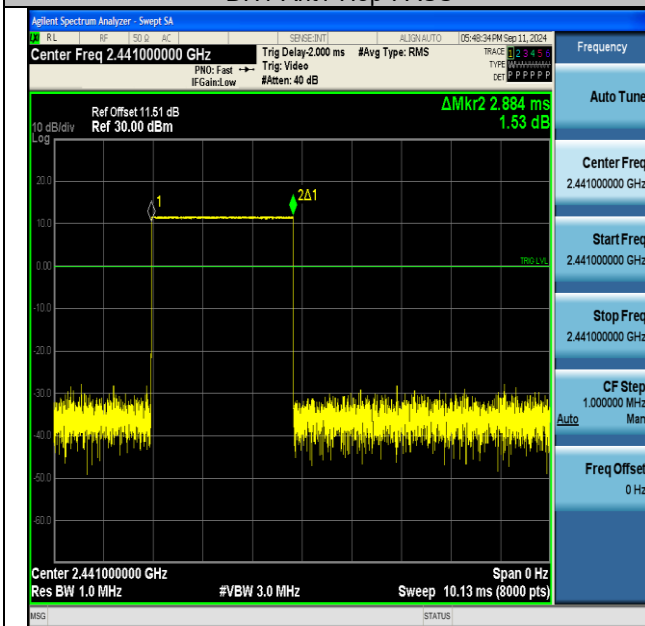 Agilent Spectrum Analyzer - Swept SA
RL RF 50 Ω AC SENSE:INT ALIGN AUTO 05:48:34 PM Sep 11, 2024
Center Freq 2.441000000 GHz
PNO: Fast
IFGain:Low
Trig Delay-2.000 ms
Trig: Video
#Atten: 40 dB
#Avg Type: RMS
TRACE 1 2 3 4 5 6
TYPE
DET P P P P P P
Frequency
Ref Offset 11.51 dB
10 dB/div Ref 30.00 dBm
Log
ΔMkr2 2.884 ms
1.53 dB
20.0
10.0
0.00
-10.0
-20.0
-30.0
-40.0
-50.0
-60.0
1
2Δ1
TRIG LVL
Center 2.441000000 GHz
Span 0 Hz
Res BW 1.0 MHz
#VBW 3.0 MHz
Sweep 10.13 ms (8000 pts)
MSG
STATUS
Auto Tune
Center Freq
2.441000000 GHz
Start Freq
2.441000000 GHz
Stop Freq
2.441000000 GHz
CF Step
1.000000 MHz
Auto Man
Freq Offset
0 Hz